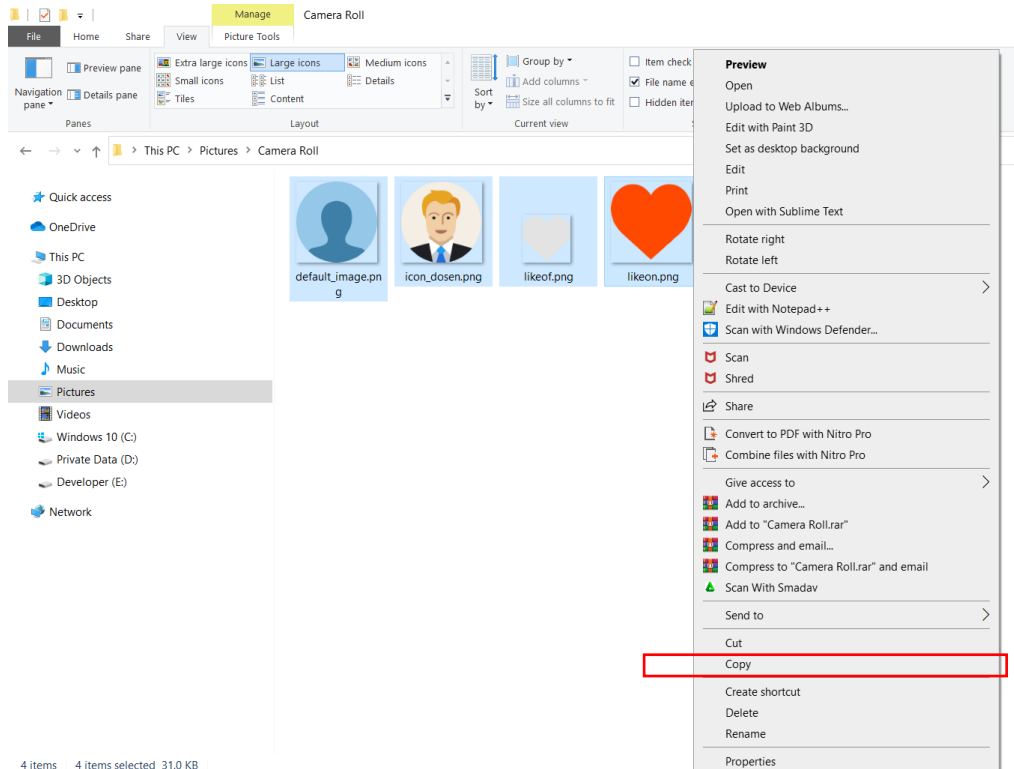 Manage
Camera Roll
File
Home
Share
View
Picture Tools
Navigation
pane
Preview pane
Details pane
Panes
Extra large icons
Large icons
Medium icons
Small icons
List
Details
Tiles
Content
Layout
Sort
by
Group by
Add columns
Size all columns to fit
Current view
Item check
File name e
Hidden iter
This PC
Pictures
Camera Roll
Quick access
OneDrive
This PC
3D Objects
Desktop
Documents
Downloads
Music
Pictures
Videos
Windows 10 (C:)
Private Data (D:)
Developer (E:)
Network
default_image.pn
g
icon_dosen.png
likeof.png
likeon.png
Preview
Open
Upload to Web Albums...
Edit with Paint 3D
Set as desktop background
Edit
Print
Open with Sublime Text
Rotate right
Rotate left
Cast to Device
Edit with Notepad++
Scan with Windows Defender...
Scan
Shred
Share
Convert to PDF with Nitro Pro
Combine files with Nitro Pro
Give access to
Add to archive...
Add to "Camera Roll.rar"
Compress and email...
Compress to "Camera Roll.rar" and email
Scan With Smadav
Send to
Cut
Copy
Create shortcut
Delete
Rename
Properties
4 items
4 items selected 31.0 KB